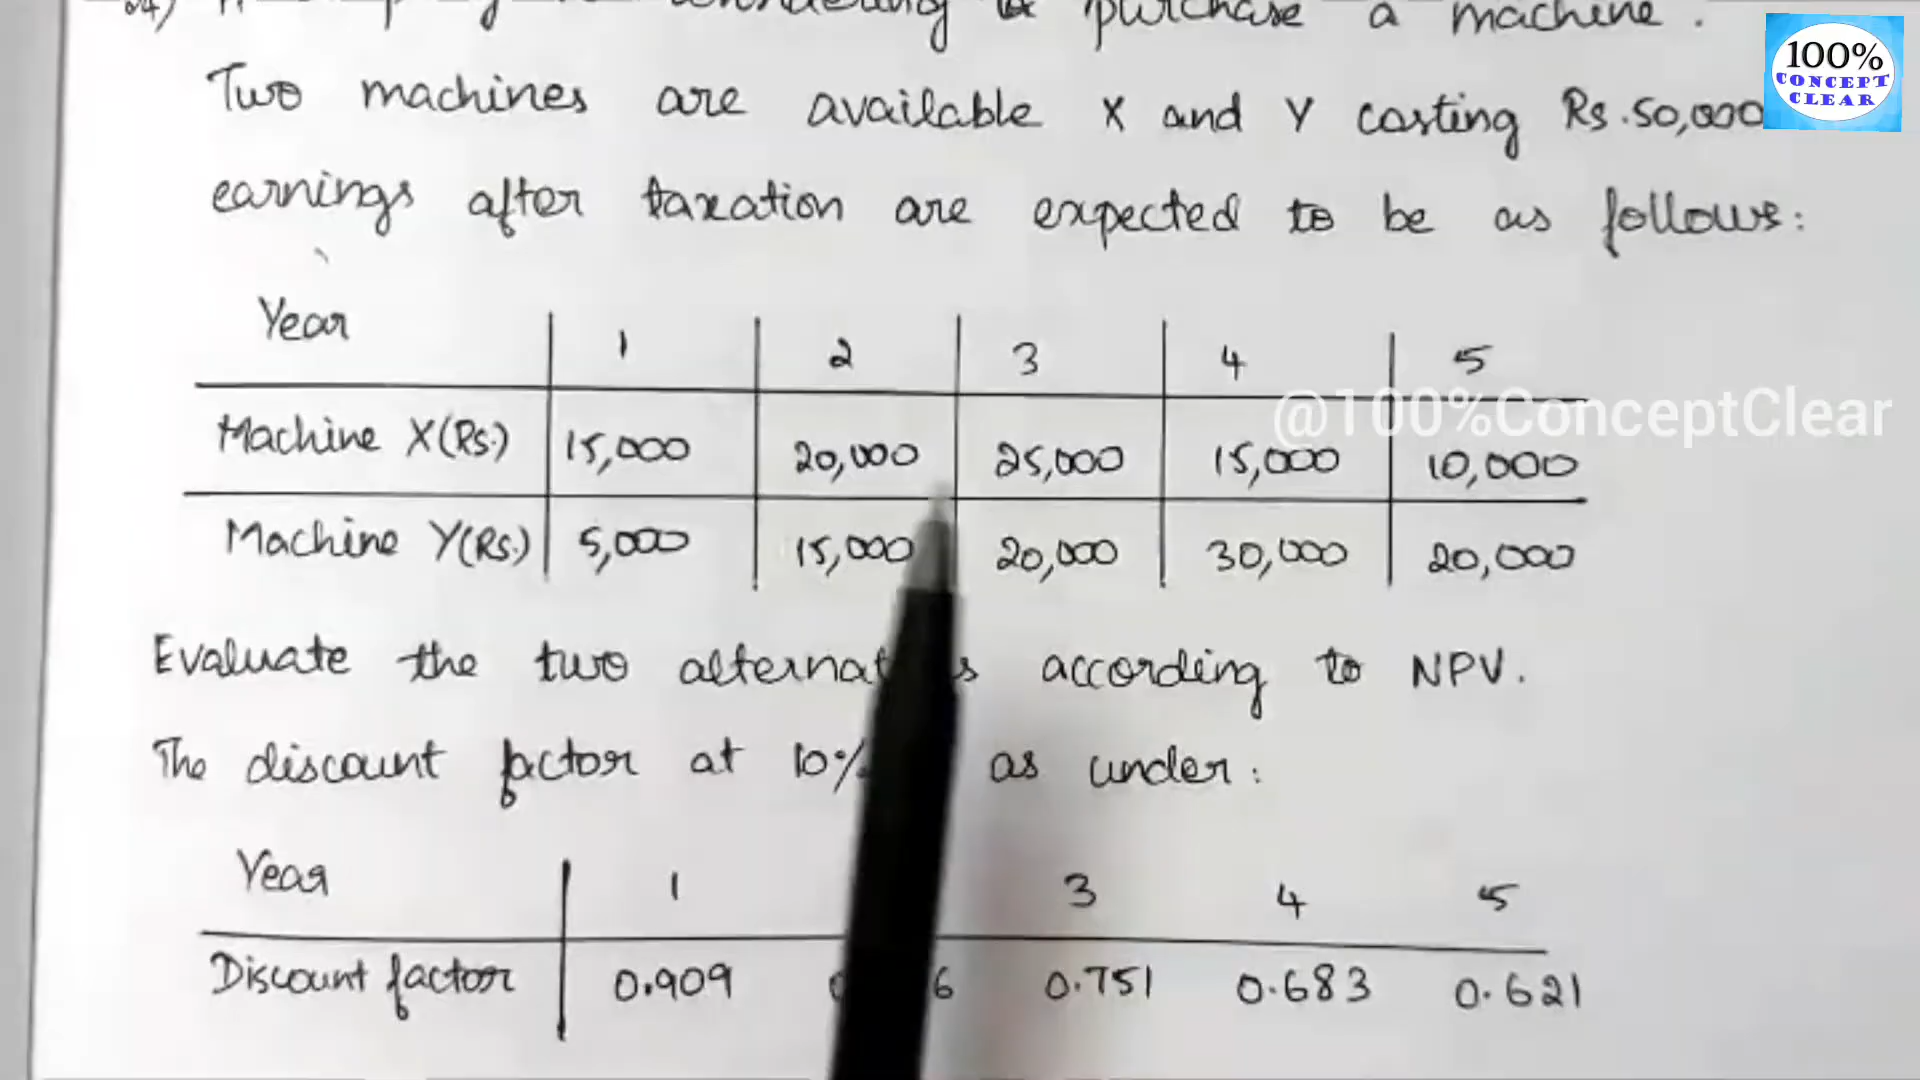 purchase a machine.
100%
CONCEPT
CLEAR
Two machines are available X and Y costing Rs.50,000
earnings after taxation are expected to be as follows:
Year 1 2 3 4 5
@100%ConceptClear
Machine X(Rs.) 15,000 20,000 25,000 15,000 10,000
Machine Y(Rs.) 5,000 15,000 20,000 30,000 20,000
Evaluate the two according to NPV.
The discount factor at 10% as under:
Year 1 3 4 5
Discount factor 0.909 0.751 0.683 0.621